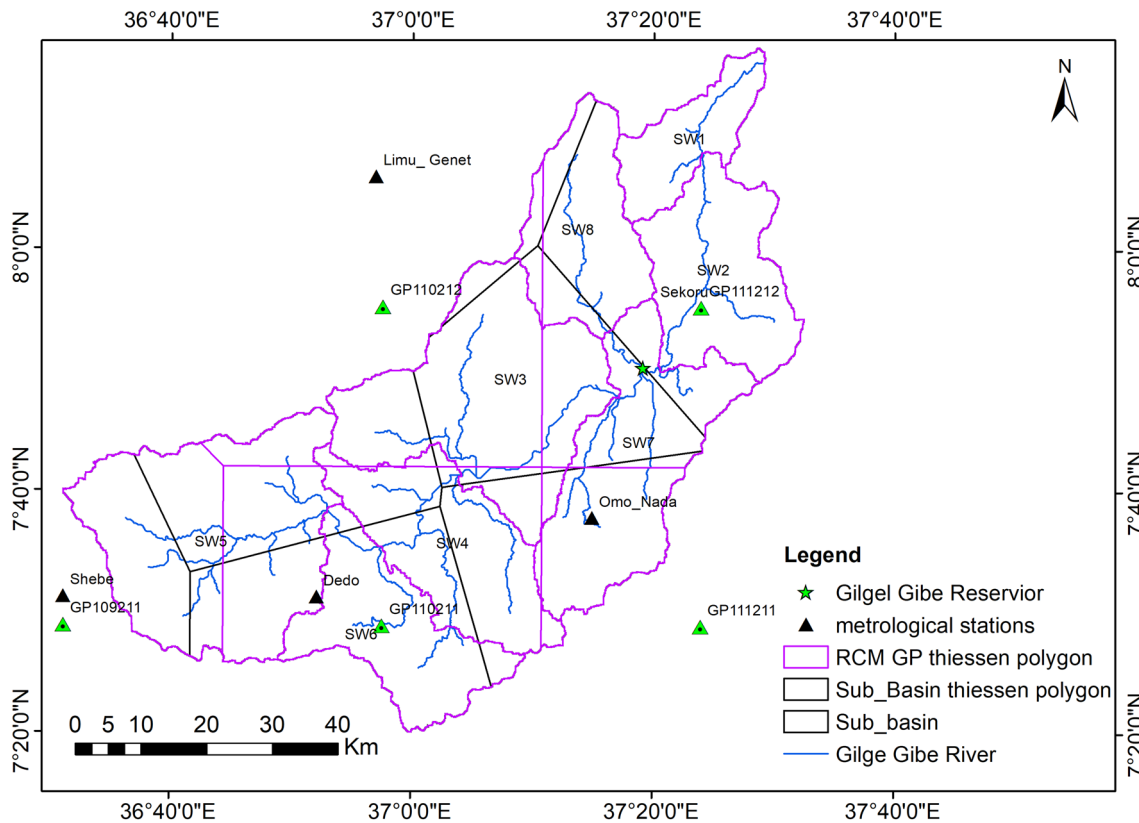 36°40'0"E 37°0'0"E 37°20'0"E 37°40'0"E
N
SW1
Limu_ Genet
SW8
8°0'0"N 8°0'0"N
SW2
GP110212
Sekoru GP111212
SW3
SW7
7°40'0"N 7°40'0"N
Omo_Nada
SW5
SW4
Legend
Shebe
Dedo
Gilgel Gibe Reservior
GP109211
GP110211
GP111211
metrological stations
SW6
RCM GP thiessen polygon
Sub_Basin thiessen polygon
0 5 10 20 30 40
Km
Sub_basin
7°20'0"N 7°20'0"N
Gilge Gibe River
36°40'0"E 37°0'0"E 37°20'0"E 37°40'0"E